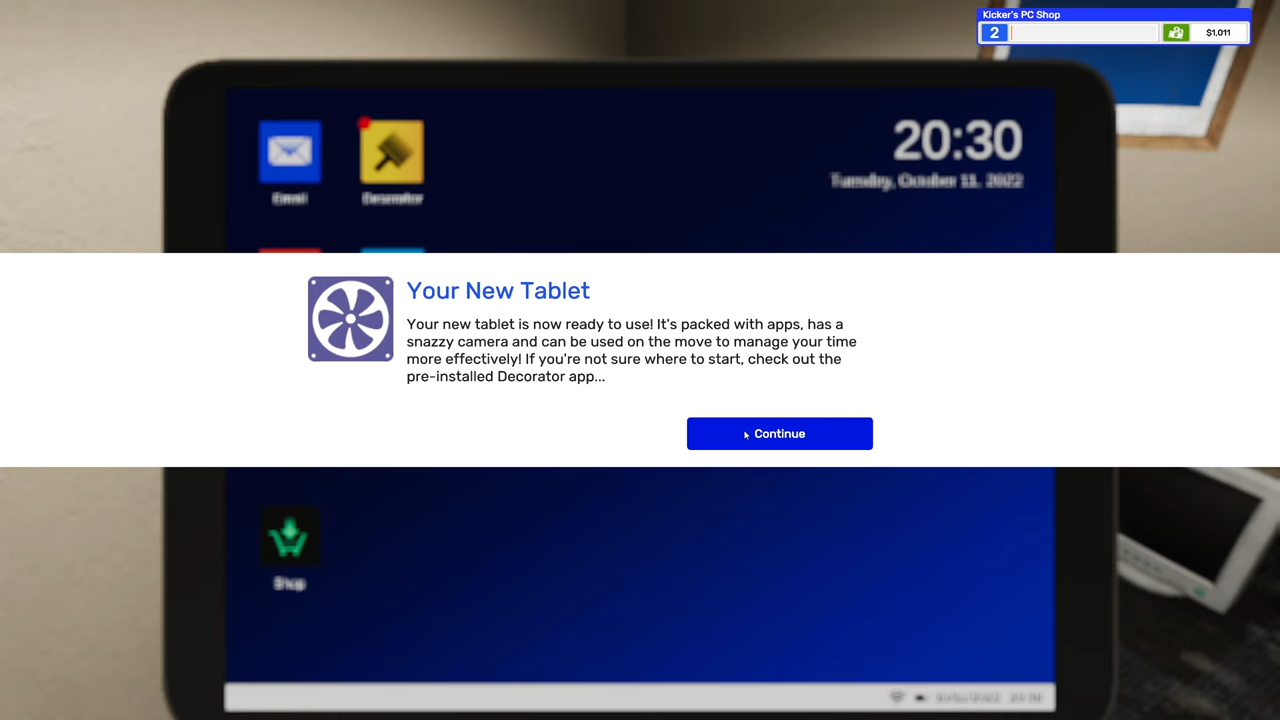 Kicker's PC Shop
2
$1,011
20:30
Tuesday, October 11, 2022
Email
Decorator
Your New Tablet
Your new tablet is now ready to use! It's packed with apps, has a
snazzy camera and can be used on the move to manage your time
more effectively! If you're not sure where to start, check out the
pre-installed Decorator app...
Continue
Shop